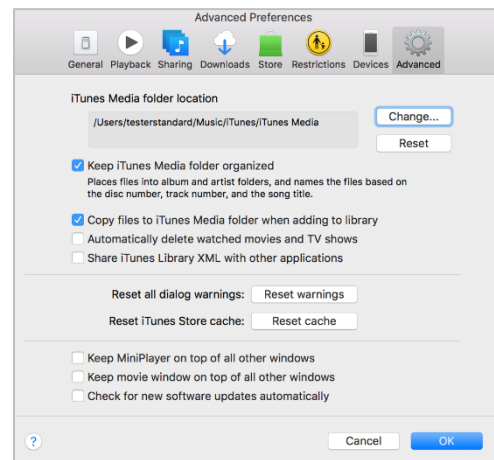 Advanced Preferences
General Playback Sharing Downloads Store Restrictions Devices Advanced
iTunes Media folder location
/Users/testerstandard/Music/iTunes/iTunes Media
Change...
Reset
Keep iTunes Media folder organized
Places files into album and artist folders, and names the files based on
the disc number, track number, and the song title.
Copy files to iTunes Media folder when adding to library
Automatically delete watched movies and TV shows
Share iTunes Library XML with other applications
Reset all dialog warnings: Reset warnings
Reset iTunes Store cache: Reset cache
Keep MiniPlayer on top of all other windows
Keep movie window on top of all other windows
Check for new software updates automatically
? Cancel OK